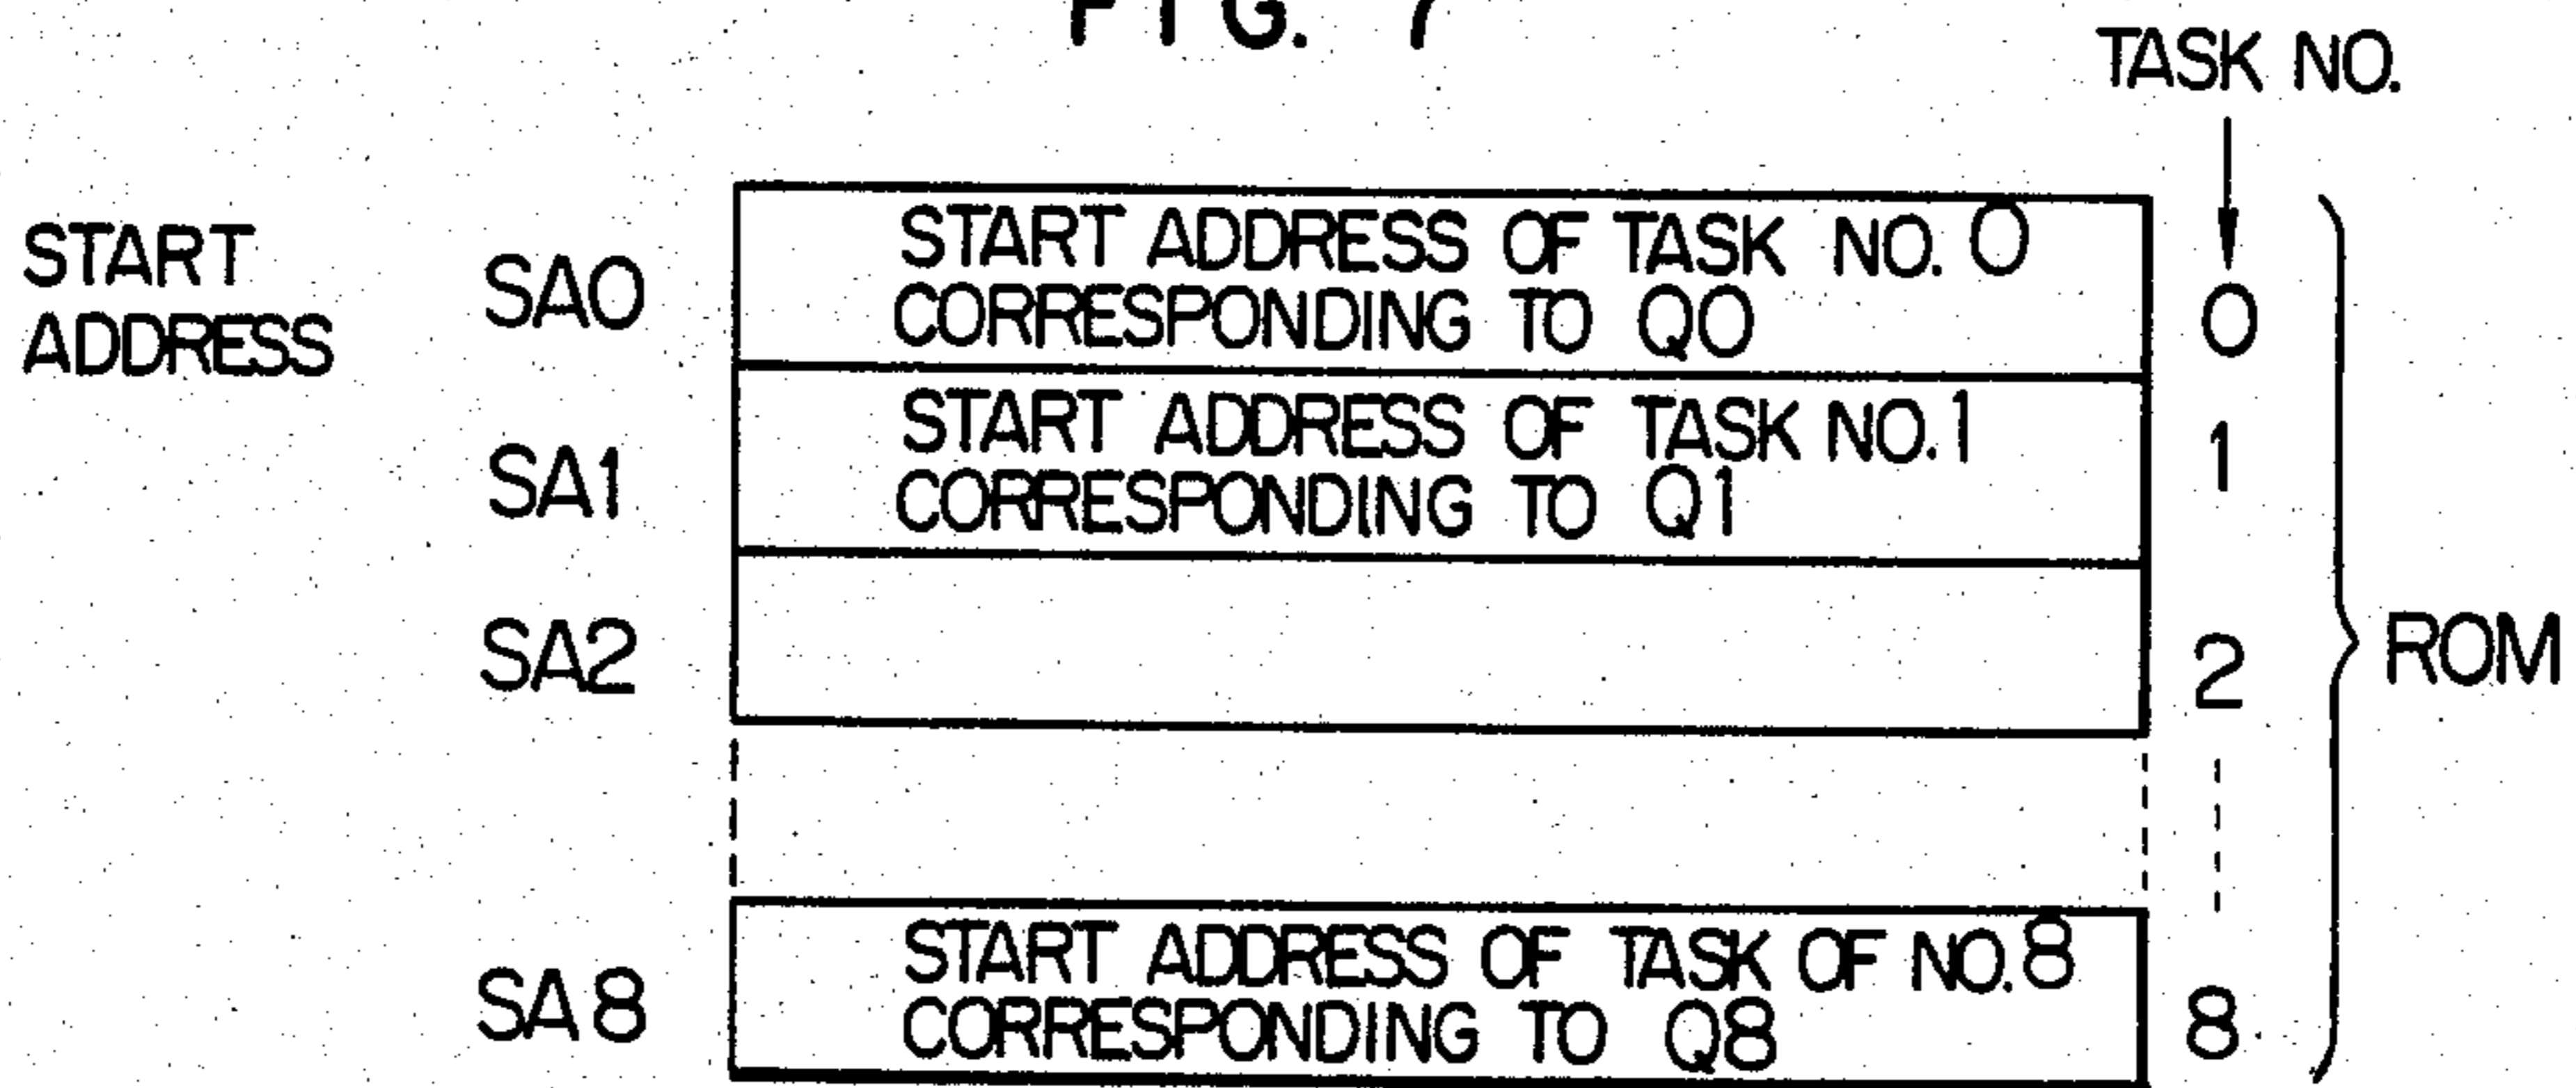 FIG. 7
TASK NO.
START
ADDRESS
SA0
START ADDRESS OF TASK NO. 0
CORRESPONDING TO Q0
0
SA1
START ADDRESS OF TASK NO. 1
CORRESPONDING TO Q1
1
SA2
2
ROM
SA8
START ADDRESS OF TASK OF NO. 8
CORRESPONDING TO Q8
8